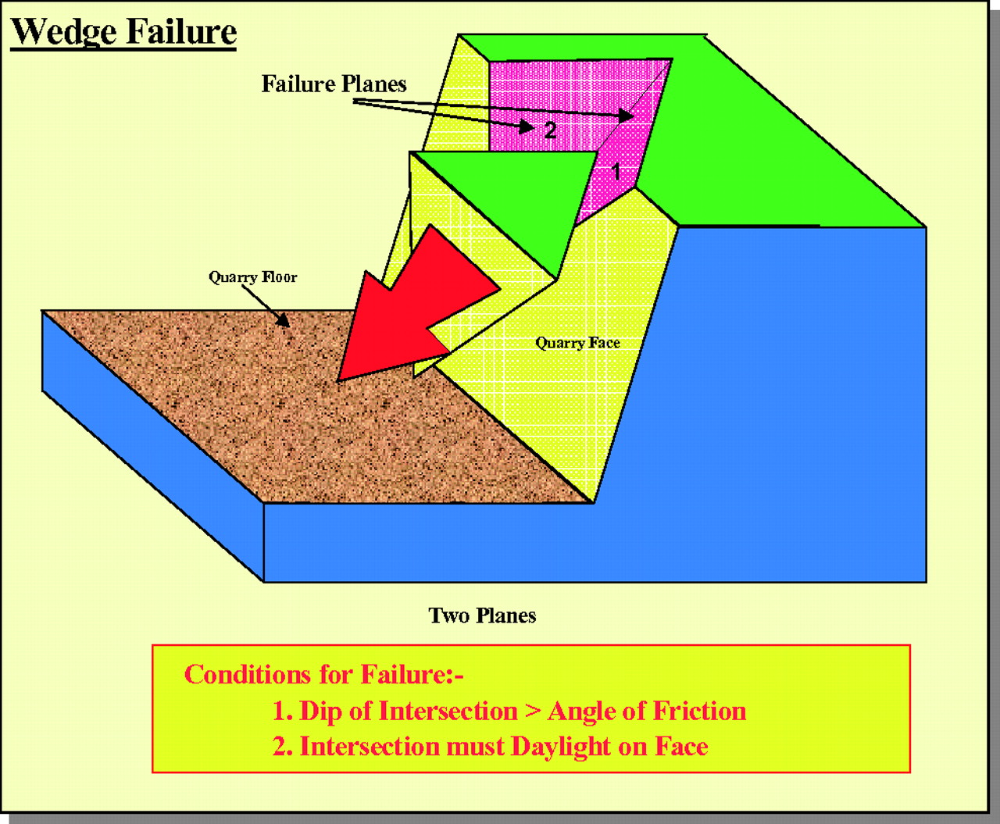 Wedge Failure
Failure Planes
2
1
Quarry Floor
Quarry Face
Two Planes
Conditions for Failure:-
1. Dip of Intersection > Angle of Friction
2. Intersection must Daylight on Face